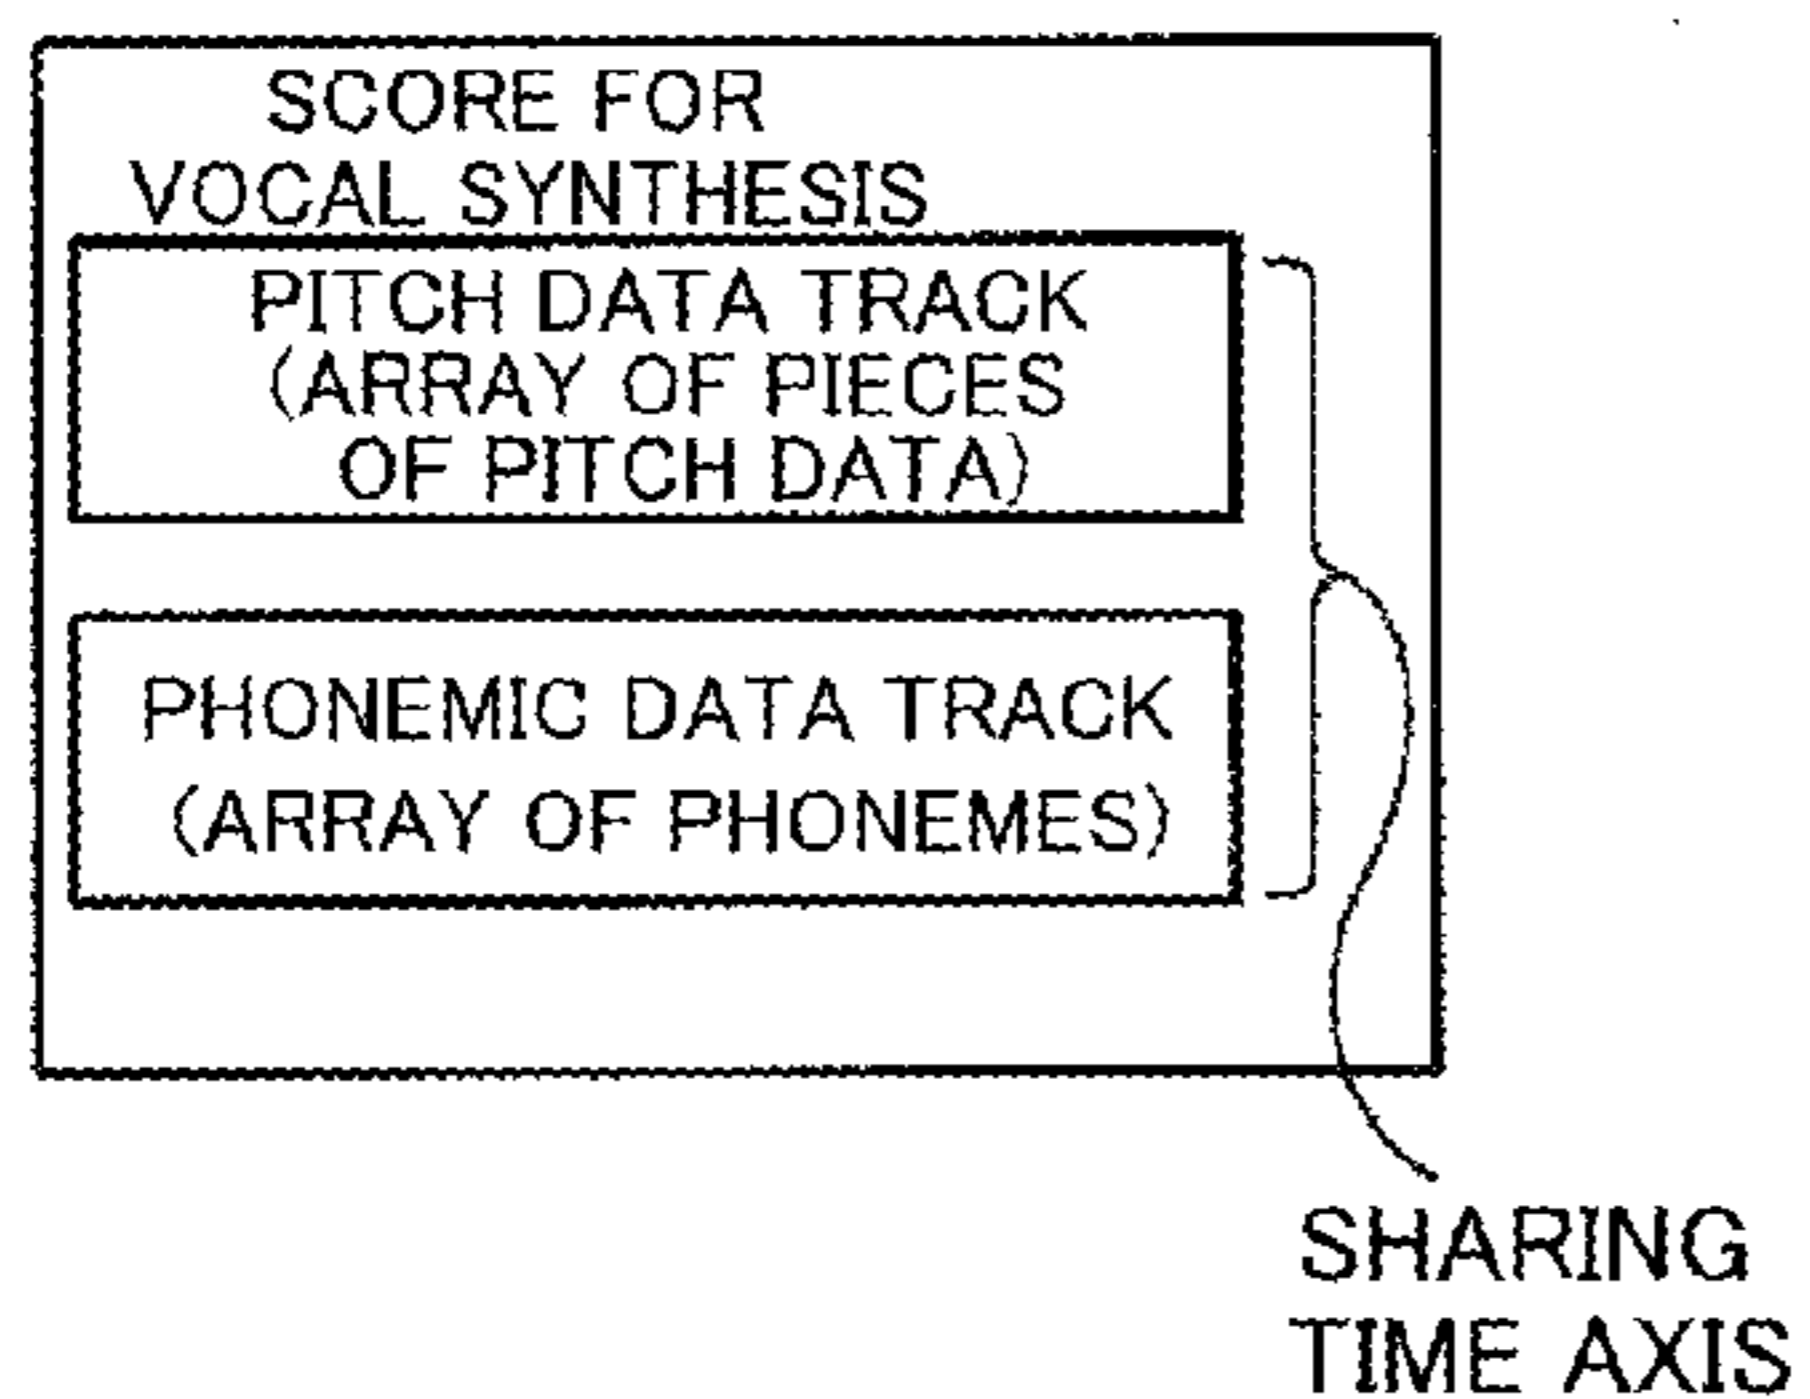 SCORE FOR
VOCAL SYNTHESIS
PITCH DATA TRACK
(ARRAY OF PIECES
OF PITCH DATA)
PHONEMIC DATA TRACK
(ARRAY OF PHONEMES)
SHARING
TIME AXIS